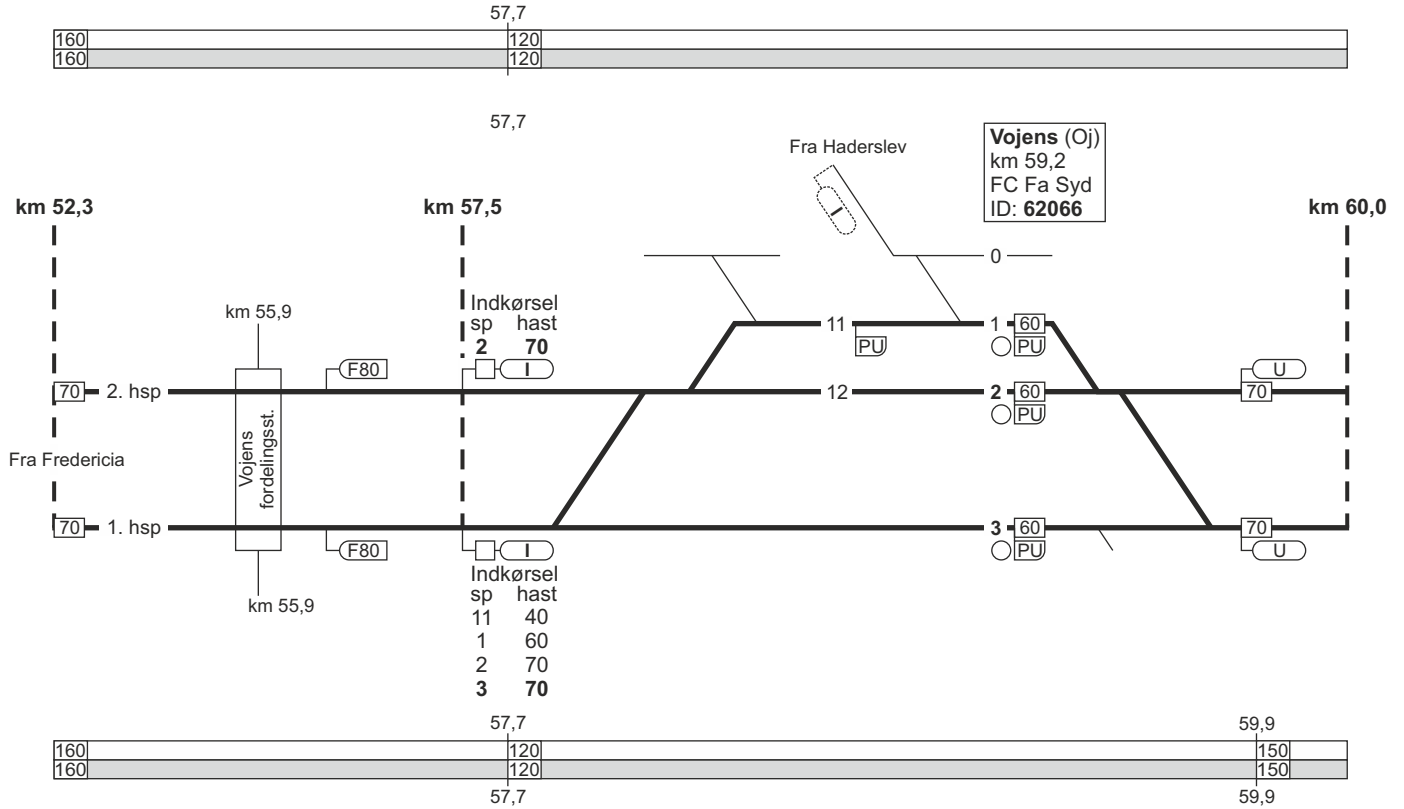 57,7
160 120
160 120
57,7
Fra Haderslev
Vojens (Oj)
km 59,2
FC Fa Syd
ID: 62066
km 52,3
km 57,5
km 60,0
0
km 55,9
Indkørsel
sp hast
2 70
11
1 60
PU
PU
F80
I
U
70 2. hsp
12
2 60
70
PU
Fra Fredericia
Vojens
fordelingsst.
70 1. hsp
3 60
70
F80
I
PU
U
Indkørsel
sp hast
11 40
1 60
2 70
3 70
km 55,9
57,7
59,9
160 120 150
160 120 150
57,7
59,9